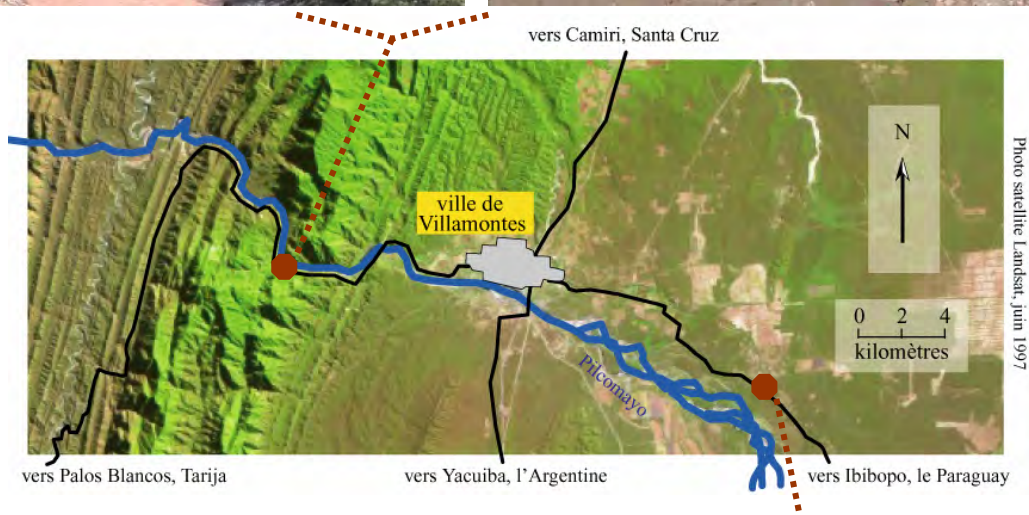 vers Camiri, Santa Cruz
ville de
Villamontes
N
0 2 4
kilomètres
Photo satellite Landsat, juin 1997
Pilcomayo
vers Palos Blancos, Tarija
vers Yacuiba, l'Argentine
vers Ibibopo, le Paraguay